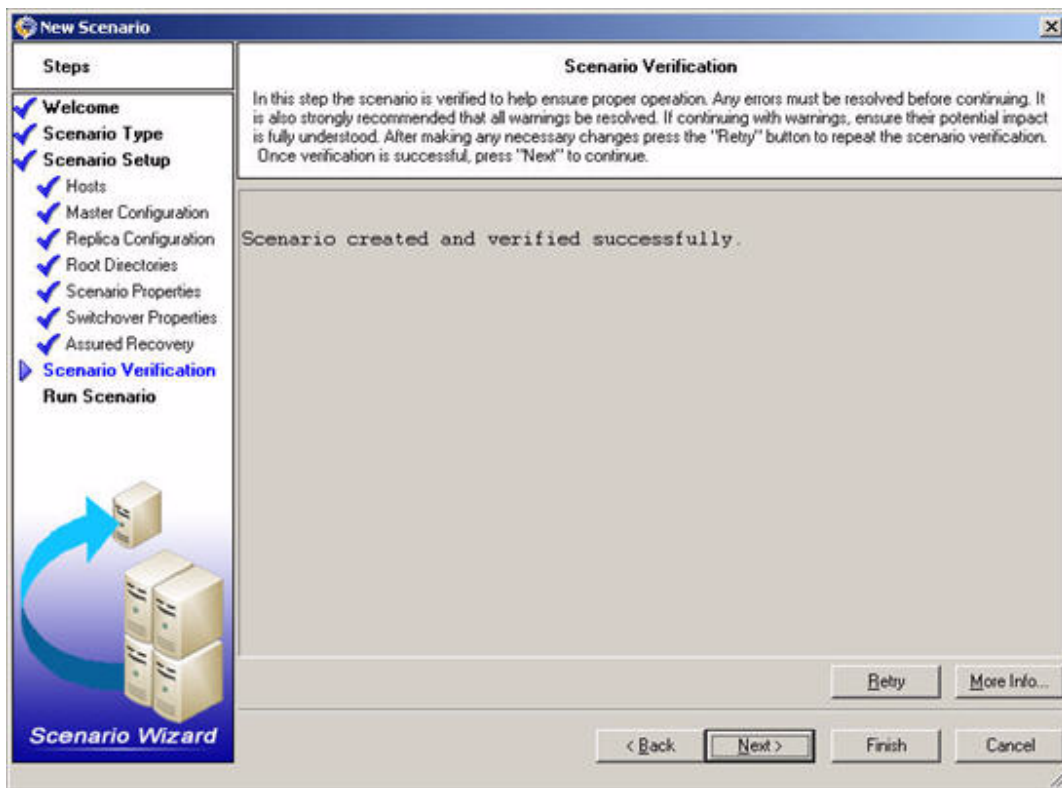 New Scenario
Steps
Welcome
Scenario Type
Scenario Setup
Hosts
Master Configuration
Replica Configuration
Root Directories
Scenario Properties
Switchover Properties
Assured Recovery
Scenario Verification
Run Scenario
Scenario Wizard
Scenario Verification
In this step the scenario is verified to help ensure proper operation. Any errors must be resolved before continuing. It
is also strongly recommended that all warnings be resolved. If continuing with warnings, ensure their potential impact
is fully understood. After making any necessary changes press the "Retry" button to repeat the scenario verification.
Once verification is successful, press "Next" to continue.
Scenario created and verified successfully.
Retry
More Info...
< Back
Next >
Finish
Cancel